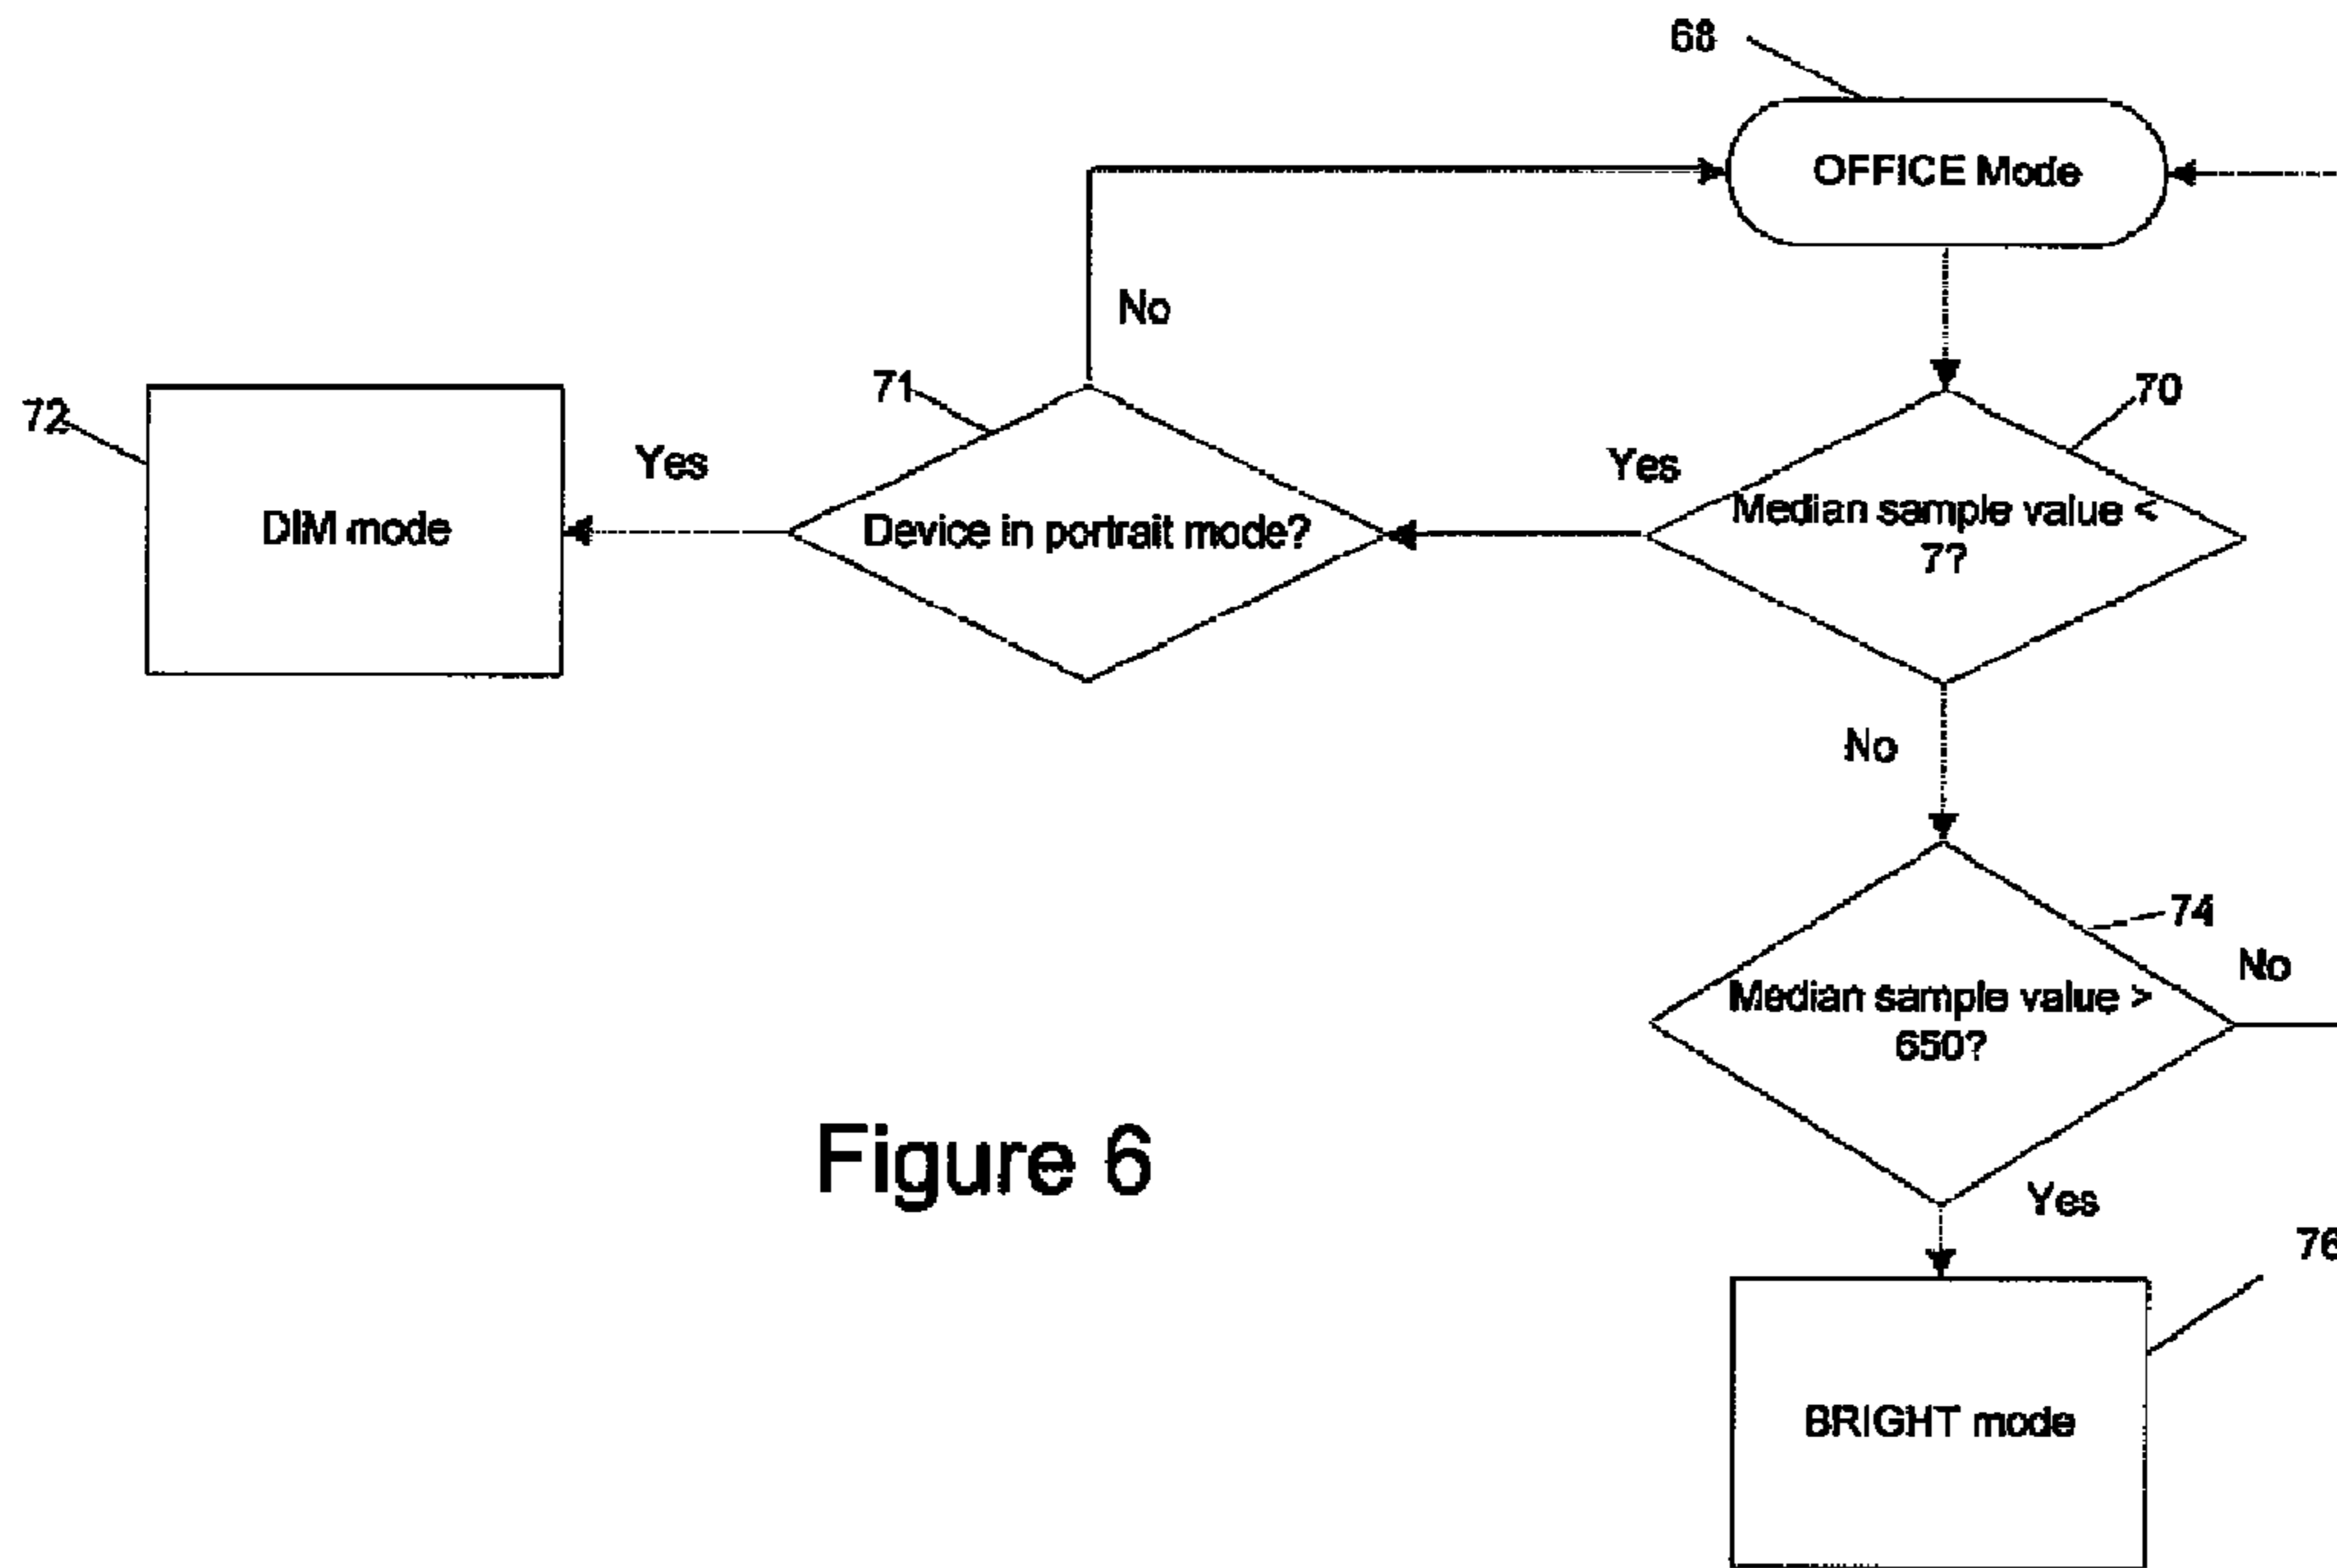 68
OFFICE Mode
No
71
70
72
Yes
Yes
DIM mode
Device in portrait mode?
Median sample value <
7?
No
74
No
Median sample value >
650?
Figure 6
Yes
76
BRIGHT mode